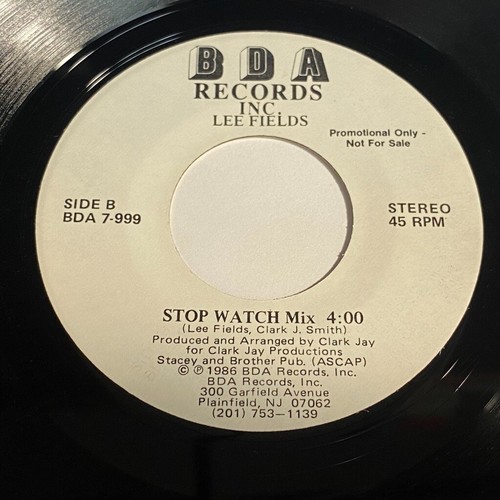 BDA
RECORDS
INC.
LEE FIELDS
Promotional Only -
Not For Sale
SIDE B
BDA 7-999
STEREO
45 RPM
STOP WATCH Mix 4:00
(Lee Fields, Clark J. Smith)
Produced and Arranged by Clark Jay
for Clark Jay Productions
Stacey and Brother Pub. (ASCAP)
© ℗ 1986 BDA Records, Inc.
BDA Records, Inc.
300 Garfield Avenue
Plainfield, NJ 07062
(201) 753-1139